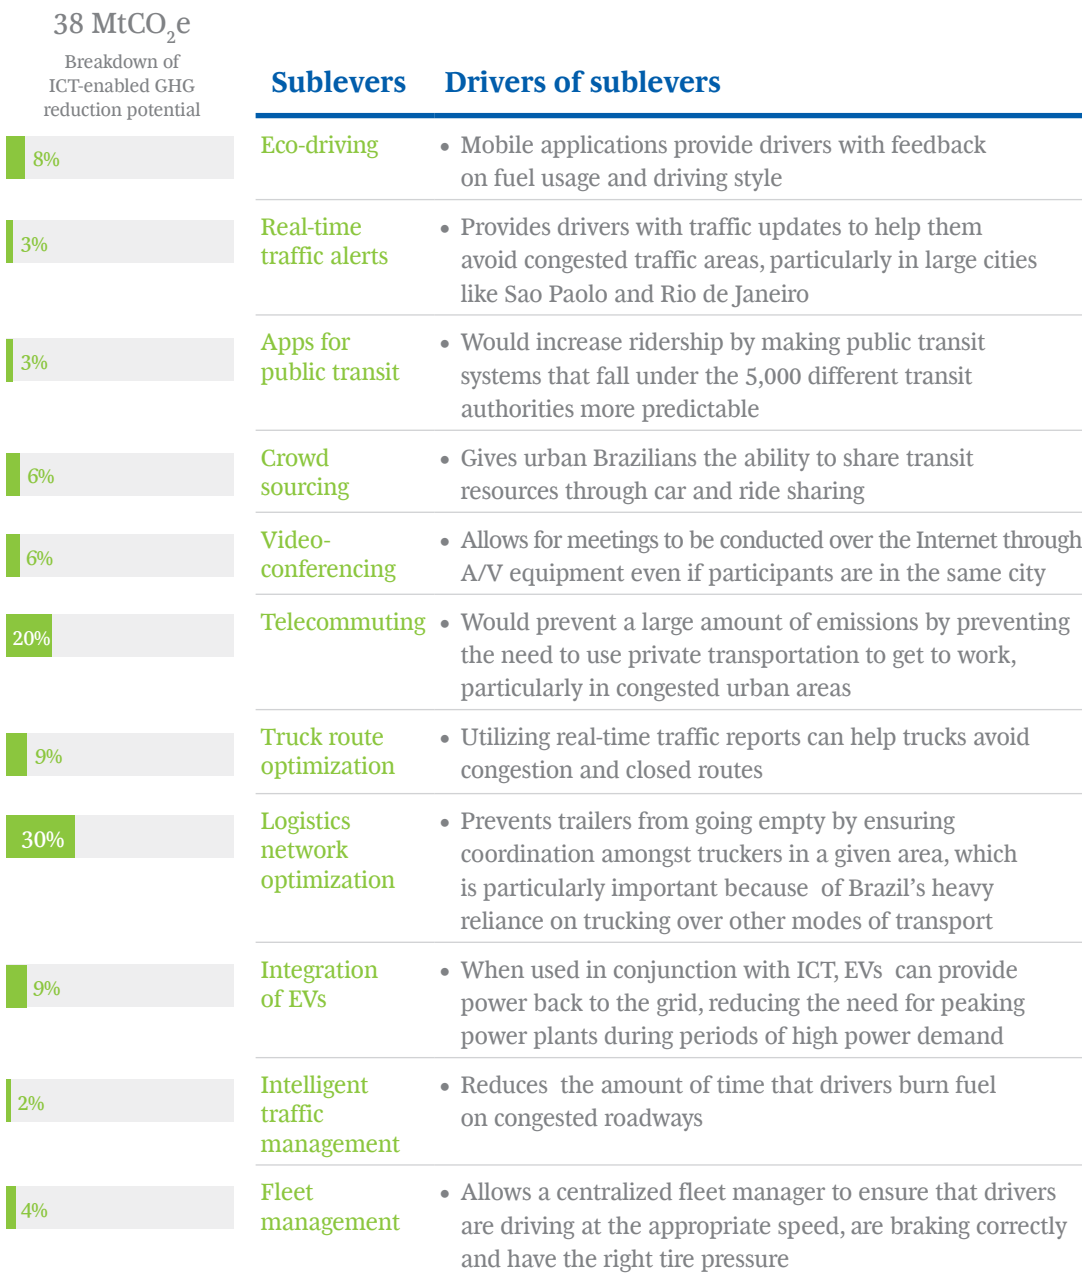 38 MtCO₂e
Breakdown of
ICT-enabled GHG
reduction potential
Sublevers
Drivers of sublevers
8%
Eco-driving
• Mobile applications provide drivers with feedback
on fuel usage and driving style
3%
Real-time
traffic alerts
• Provides drivers with traffic updates to help them
avoid congested traffic areas, particularly in large cities
like Sao Paolo and Rio de Janeiro
3%
Apps for
public transit
• Would increase ridership by making public transit
systems that fall under the 5,000 different transit
authorities more predictable
6%
Crowd
sourcing
• Gives urban Brazilians the ability to share transit
resources through car and ride sharing
6%
Video-
conferencing
• Allows for meetings to be conducted over the Internet through
A/V equipment even if participants are in the same city
20%
Telecommuting
• Would prevent a large amount of emissions by preventing
the need to use private transportation to get to work,
particularly in congested urban areas
9%
Truck route
optimization
• Utilizing real-time traffic reports can help trucks avoid
congestion and closed routes
30%
Logistics
network
optimization
• Prevents trailers from going empty by ensuring
coordination amongst truckers in a given area, which
is particularly important because of Brazil's heavy
reliance on trucking over other modes of transport
9%
Integration
of EVs
• When used in conjunction with ICT, EVs can provide
power back to the grid, reducing the need for peaking
power plants during periods of high power demand
2%
Intelligent
traffic
management
• Reduces the amount of time that drivers burn fuel
on congested roadways
4%
Fleet
management
• Allows a centralized fleet manager to ensure that drivers
are driving at the appropriate speed, are braking correctly
and have the right tire pressure